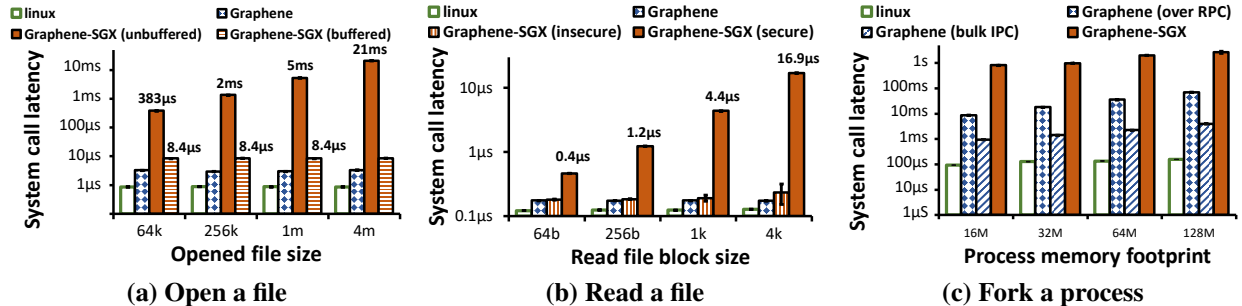 linux
Graphene
Graphene-SGX (unbuffered)
Graphene-SGX (buffered)
System call latency
10ms
1ms
100µs
10µs
1µs
383µs
2ms
5ms
21ms
8.4µs
8.4µs
8.4µs
64k
256k
1m
4m
Opened file size
(a) Open a file
linux
Graphene
Graphene-SGX (insecure)
Graphene-SGX (secure)
System call latency
1µs
0.1µs
0.4µs
1.2µs
4.4µs
16.9µs
64b
256b
1k
4k
Read file block size
(b) Read a file
linux
Graphene (over RPC)
Graphene (bulk IPC)
Graphene-SGX
System call latency
1s
100ms
10ms
1ms
100µs
10µs
1µS
16M
32M
64M
128M
Process memory footprint
(c) Fork a process